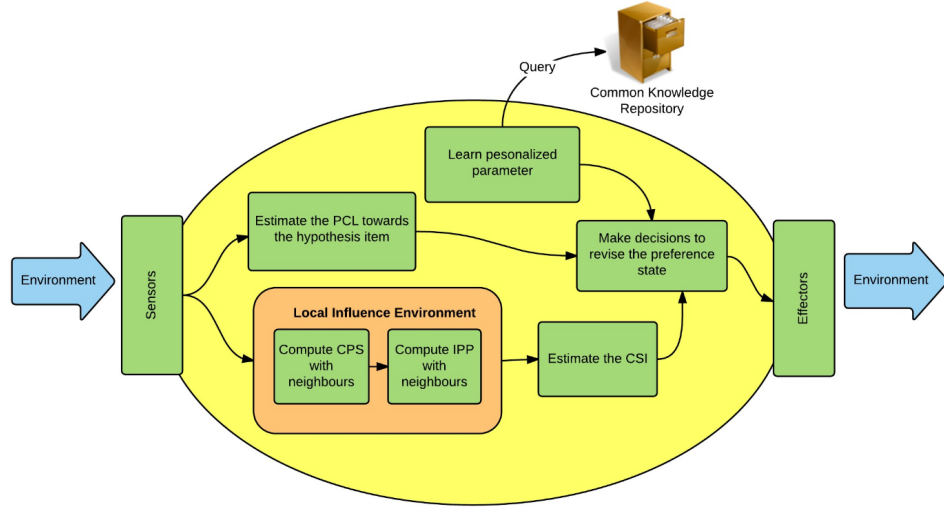 Query
Common Knowledge
Repository
Learn pesonalized
parameter
Estimate the PCL towards
the hypothesis item
Make decisions to
revise the preference
state
Environment
Sensors
Effectors
Environment
Local Influence Environment
Compute CPS
with
neighbours
Compute IPP
with
neighbours
Estimate the CSI